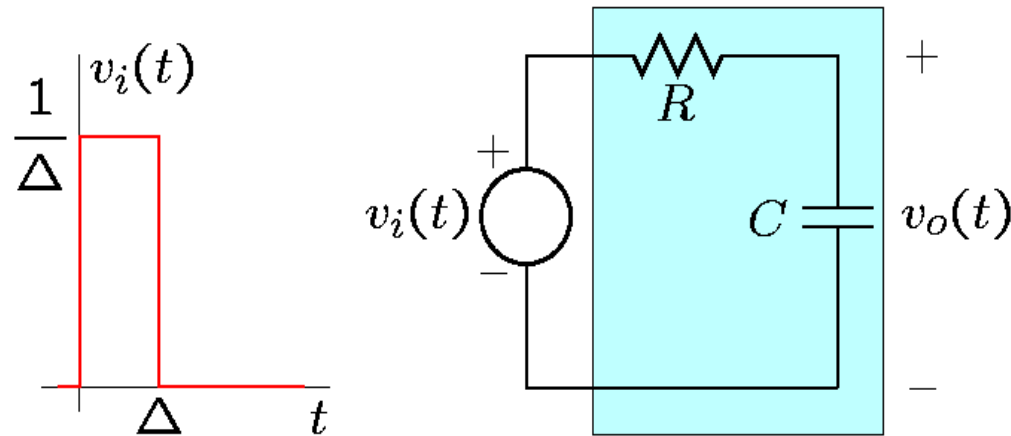 v_i(t)
1
Δ
Δ
t
R
+
v_i(t)
−
C
+
v_o(t)
−